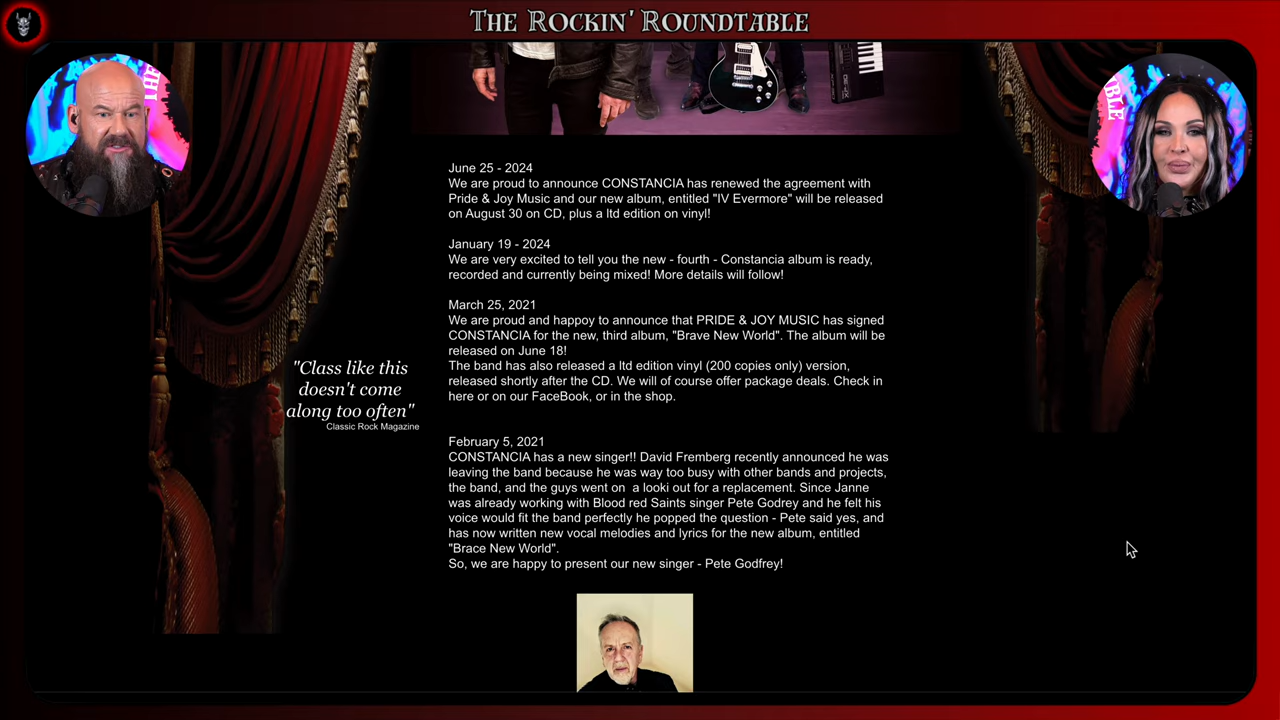 THE ROCKIN' ROUNDTABLE
THE
BLE
June 25 - 2024
We are proud to announce CONSTANCIA has renewed the agreement with
Pride & Joy Music and our new album, entitled "IV Evermore" will be released
on August 30 on CD, plus a ltd edition on vinyl!
January 19 - 2024
We are very excited to tell you the new - fourth - Constancia album is ready,
recorded and currently being mixed! More details will follow!
March 25, 2021
We are proud and happoy to announce that PRIDE & JOY MUSIC has signed
CONSTANCIA for the new, third album, "Brave New World". The album will be
released on June 18!
The band has also released a ltd edition vinyl (200 copies only) version,
released shortly after the CD. We will of course offer package deals. Check in
here or on our FaceBook, or in the shop.
"Class like this
doesn't come
along too often"
Classic Rock Magazine
February 5, 2021
CONSTANCIA has a new singer!! David Fremberg recently announced he was
leaving the band because he was way too busy with other bands and projects,
the band, and the guys went on  a looki out for a replacement. Since Janne
was already working with Blood red Saints singer Pete Godrey and he felt his
voice would fit the band perfectly he popped the question - Pete said yes, and
has now written new vocal melodies and lyrics for the new album, entitled
"Brace New World".
So, we are happy to present our new singer - Pete Godfrey!